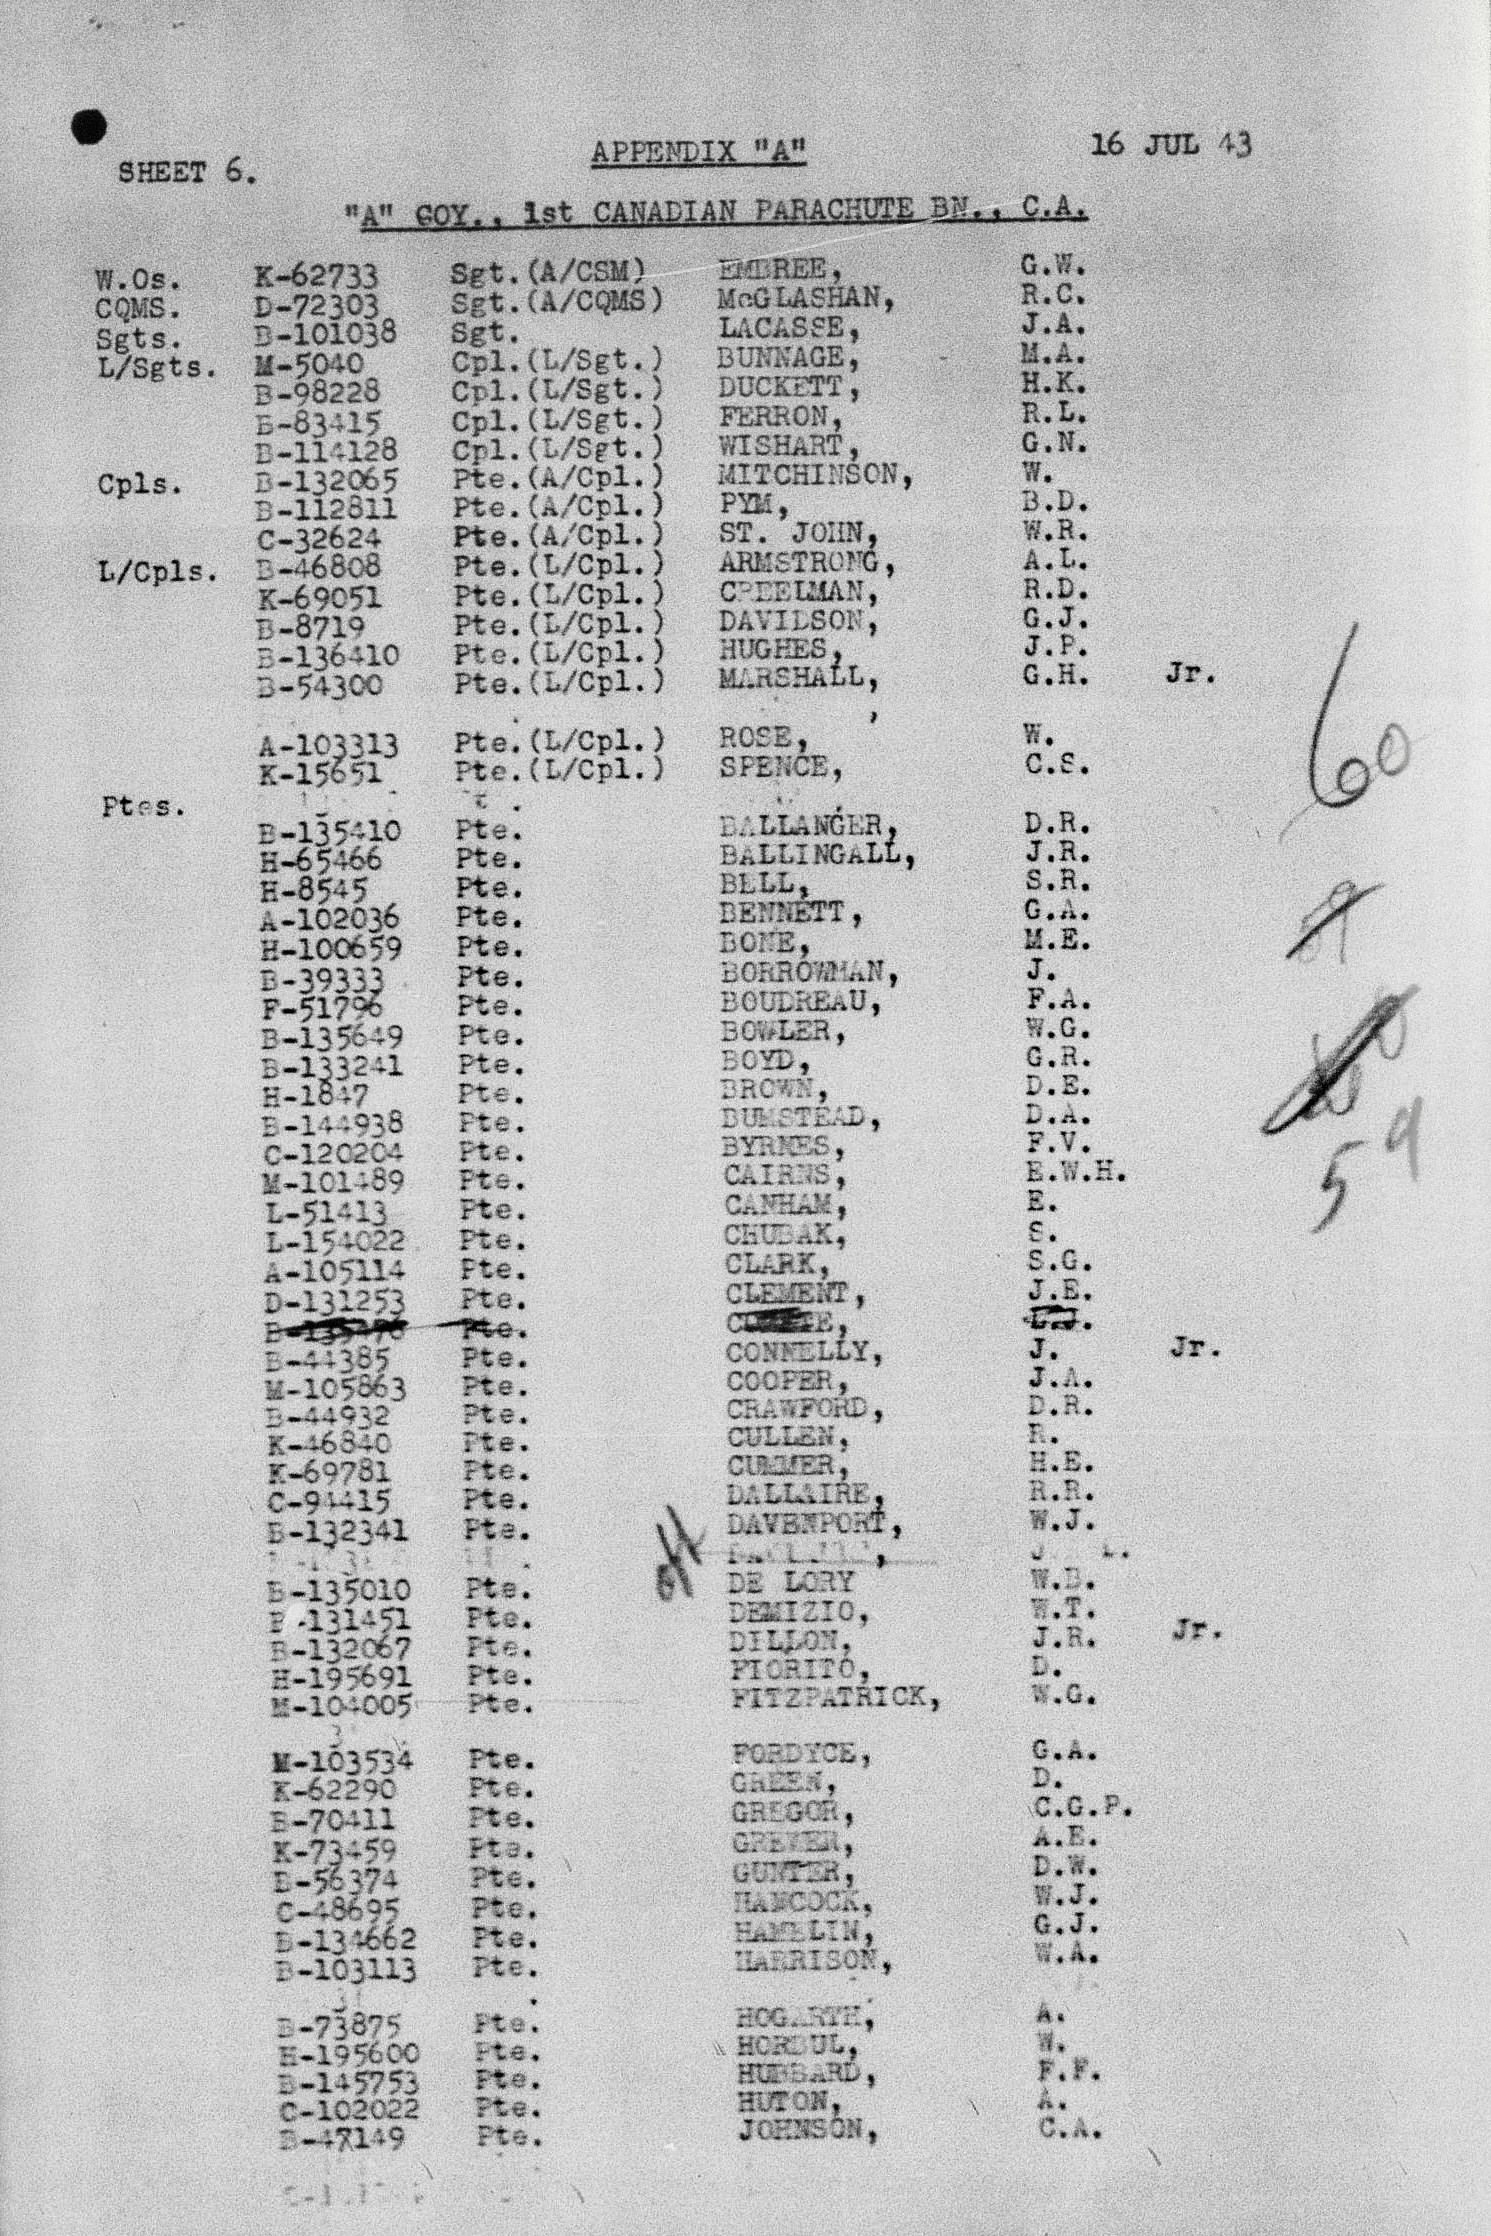 16 JUL 43
APPENDIX "A"
SHEET 6.
"A" COY., 1st CANADIAN PARACHUTE BN., C.A.
W.Os. K-62733 Sgt.(A/CSM) EMBREE, G.W.
CQMS. D-72303 Sgt.(A/CQMS) McGLASHAN, R.C.
Sgts. B-101038 Sgt. LACASSE, J.A.
L/Sgts. M-5040 Cpl.(L/Sgt.) BUNNAGE, M.A.
B-98228 Cpl.(L/Sgt.) DUCKETT, H.K.
B-83415 Cpl.(L/Sgt.) FERRON, R.L.
B-114128 Cpl.(L/Sgt.) WISHART, G.N.
Cpls. B-132065 Pte.(A/Cpl.) MITCHINSON, W.
B-112811 Pte.(A/Cpl.) PYM, B.D.
C-32624 Pte.(A/Cpl.) ST. JOHN, W.R.
L/Cpls. B-46808 Pte.(L/Cpl.) ARMSTRONG, A.L.
K-69051 Pte.(L/Cpl.) CREELMAN, R.D.
B-8719 Pte.(L/Cpl.) DAVIDSON, G.J.
B-136410 Pte.(L/Cpl.) HUGHES, J.P.
B-54300 Pte.(L/Cpl.) MARSHALL, G.H. Jr.
A-103313 Pte.(L/Cpl.) ROSE, W.
K-15651 Pte.(L/Cpl.) SPENCE, C.S.
60
Ptes.
B-135410 Pte. BALLANGER, D.R.
H-65466 Pte. BALLINGALL, J.R.
H-8545 Pte. BELL, S.R.
A-102036 Pte. BENNETT, G.A.
59
H-100659 Pte. BONE, M.E.
B-39333 Pte. BORROWMAN, J.
F-51796 Pte. BOUDREAU, F.A.
B-135649 Pte. BOWLER, W.G.
B-133241 Pte. BOYD, G.R.
H-1847 Pte. BROWN, D.E.
B-144938 Pte. BUMSTEAD, D.A.
C-120204 Pte. BYRNES, F.V.
59
M-101489 Pte. CAIRNS, E.W.H.
L-51413 Pte. CANHAM, E.
L-154022 Pte. CHUBAK, S.
A-105114 Pte. CLARK, S.G.
D-131253 Pte. CLEMENT, J.E.
Pte.
B-44385 Pte. CONNELLY, J. Jr.
M-105863 Pte. COOPER, J.A.
B-44932 Pte. CRAWFORD, D.R.
K-46840 Pte. CULLEN, R.
K-69781 Pte. CUMMER, H.E.
C-94415 Pte. DALLAIRE, R.R.
B-132341 Pte. DAVENPORT, W.J.
off
B-135010 Pte. DE LORY W.B.
B-131451 Pte. DEMIZIO, W.T.
B-132067 Pte. DILLON, J.R. Jr.
H-195691 Pte. FIORITO, D.
M-104005 Pte. FITZPATRICK, W.G.
M-103534 Pte. FORDYCE, G.A.
K-62290 Pte. GREEN, D.
B-70411 Pte. GREGOR, C.G.P.
K-73459 Pte. GREWER, A.E.
B-56374 Pte. GUNTER, D.W.
C-48695 Pte. HANCOCK, W.J.
B-134662 Pte. HAMELIN, G.J.
B-103113 Pte. HARRISON, W.A.
B-73875 Pte. HOGARTH, A.
H-195600 Pte. HORBUL, W.
B-145753 Pte. HUBBARD, F.F.
C-102022 Pte. HUTON, A.
B-47149 Pte. JOHNSON, C.A.